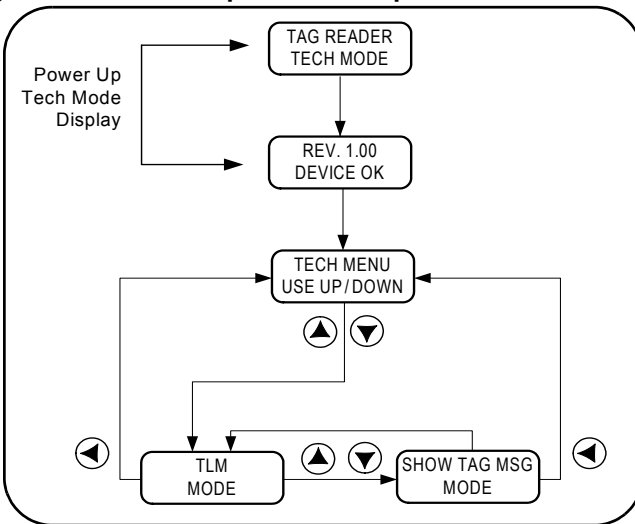 TAG READER
TECH MODE
Power Up
Tech Mode
Display
REV. 1.00
DEVICE OK
TECH MENU
USE UP/DOWN
TLM
MODE
SHOW TAG MSG
MODE